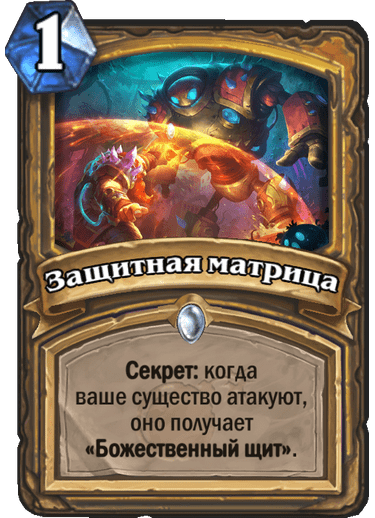 1
Защитная матрица
Секрет: когда
ваше существо атакуют,
оно получает
«Божественный щит».